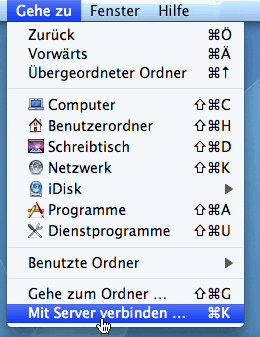 Gehe zu Fenster Hilfe
Zurück ⌘Ö
Vorwärts ⌘Ä
Übergeordneter Ordner ⌘↑
Computer ⇧⌘C
Benutzerordner ⇧⌘H
Schreibtisch ⇧⌘D
Netzwerk ⇧⌘K
iDisk ▶
Programme ⇧⌘A
Dienstprogramme ⇧⌘U
Benutzte Ordner ▶
Gehe zum Ordner ... ⇧⌘G
Mit Server verbinden ... ⌘K